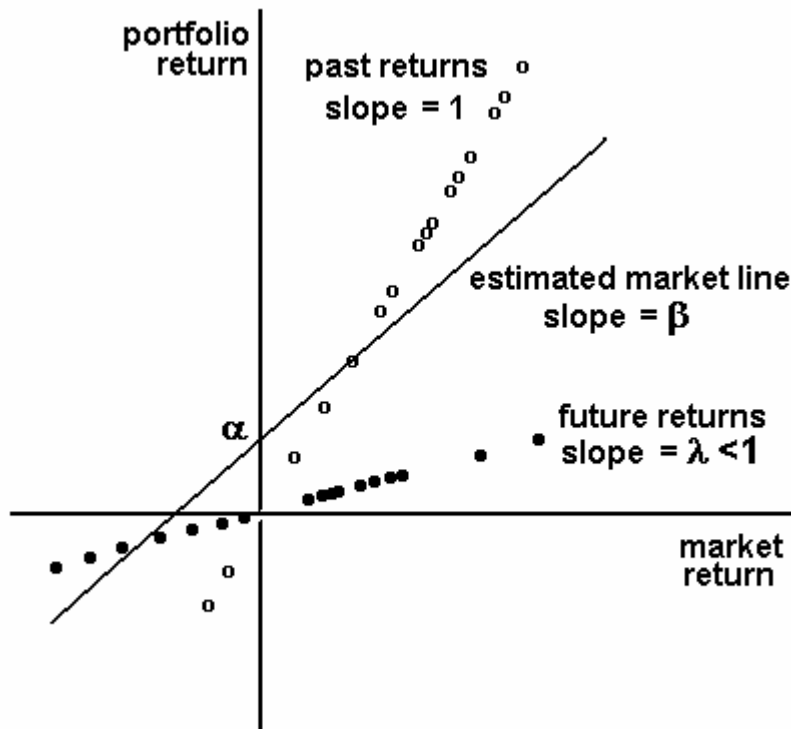 portfolio
return
past returns
slope = 1
estimated market line
slope = β
α
future returns
slope = λ <1
market
return